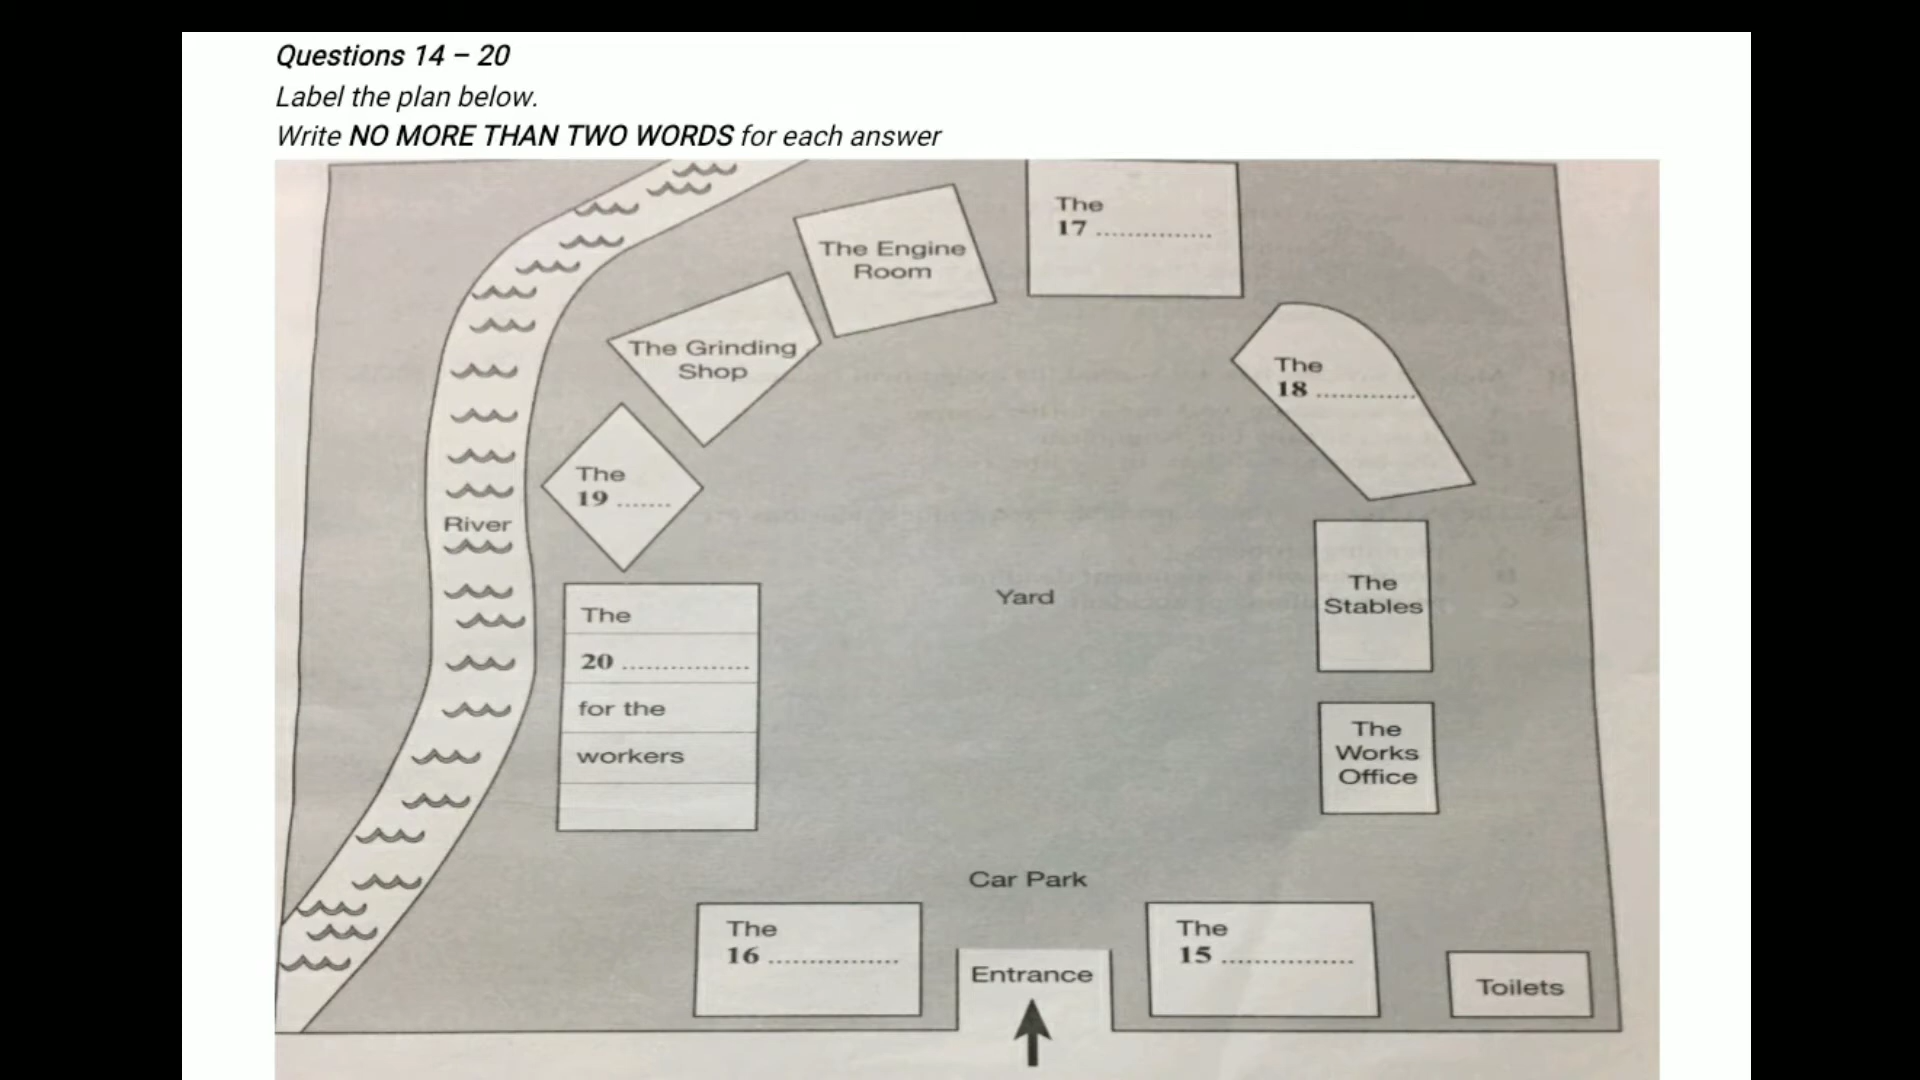 Questions 14 – 20
Label the plan below.
Write NO MORE THAN TWO WORDS for each answer
The
17 ................
The Engine
Room
The Grinding
Shop
The
18 ..............
The
19 .......
River
The
Stables
Yard
The
20 .................
for the
workers
The
Works
Office
Car Park
The
16 .................
The
15 .................
Entrance
Toilets